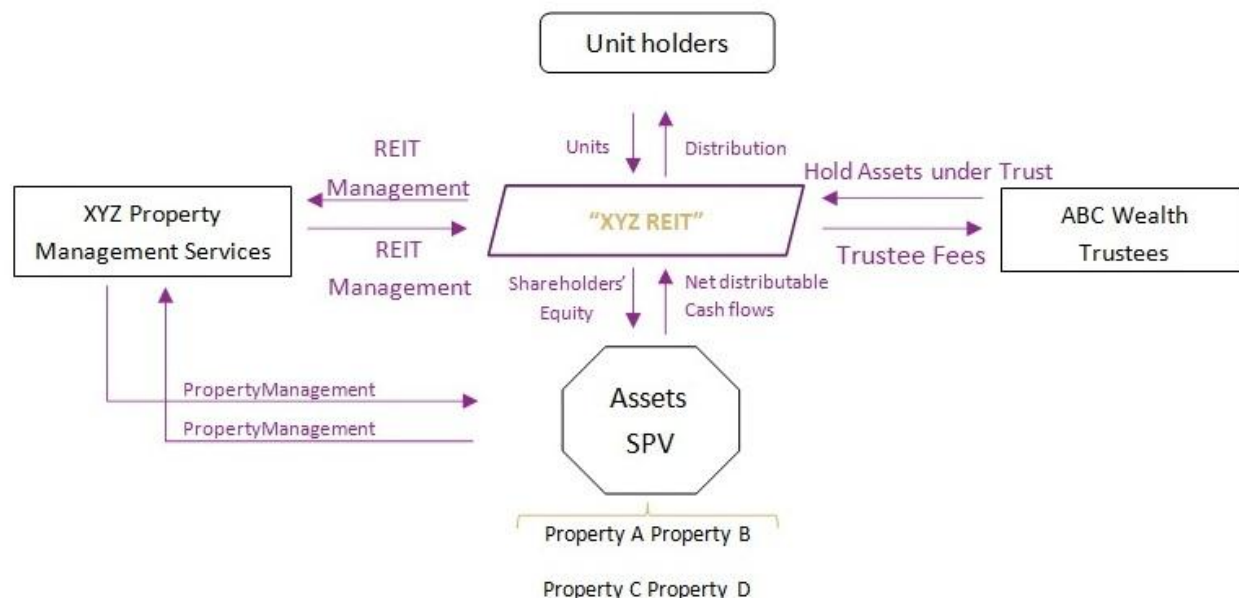 Unit holders
Units
Distribution
REIT
Management
Hold Assets under Trust
XYZ Property
Management Services
“XYZ REIT”
ABC Wealth
Trustees
REIT
Management
Trustee Fees
Shareholders’
Equity
Net distributable
Cash flows
PropertyManagement
PropertyManagement
Assets
SPV
Property A Property B
Property C Property D